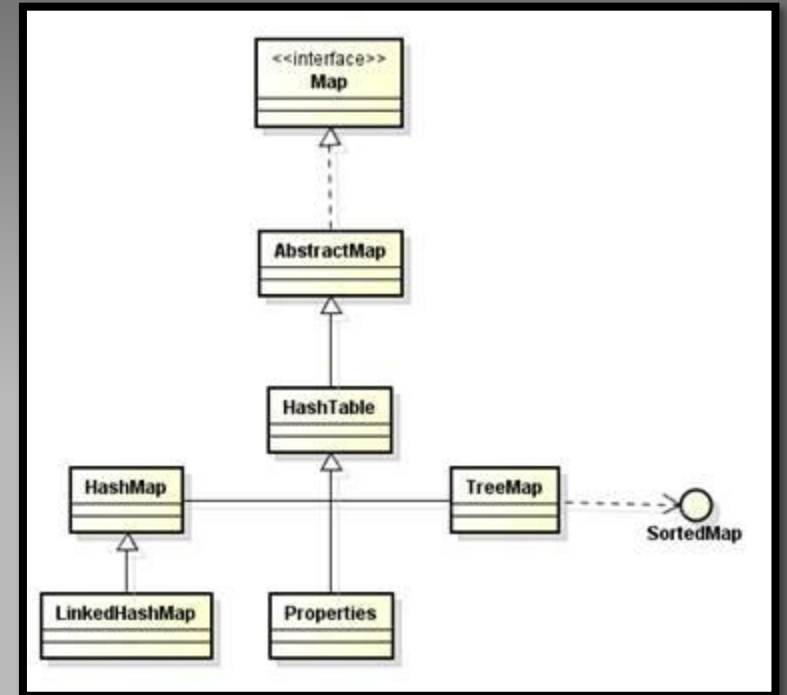 <<interface>>
Map
AbstractMap
HashTable
HashMap
TreeMap
SortedMap
LinkedHashMap
Properties